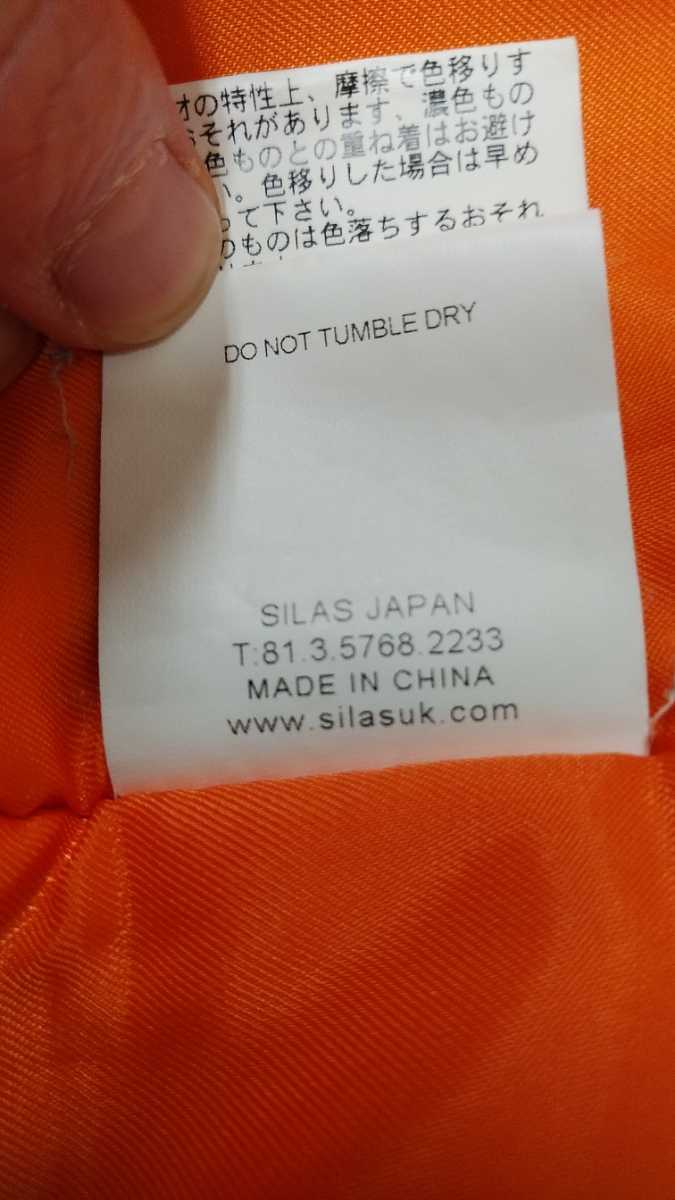 の特性上、摩擦で色移りす
おそれがあります、濃色もの
色ものとの重ね着はお避け
い。色移りした場合は早め
って下さい。
のものは色落ちするおそれ
DO NOT TUMBLE DRY
SILAS JAPAN
T:81.3.5768.2233
MADE IN CHINA
www.silasuk.com